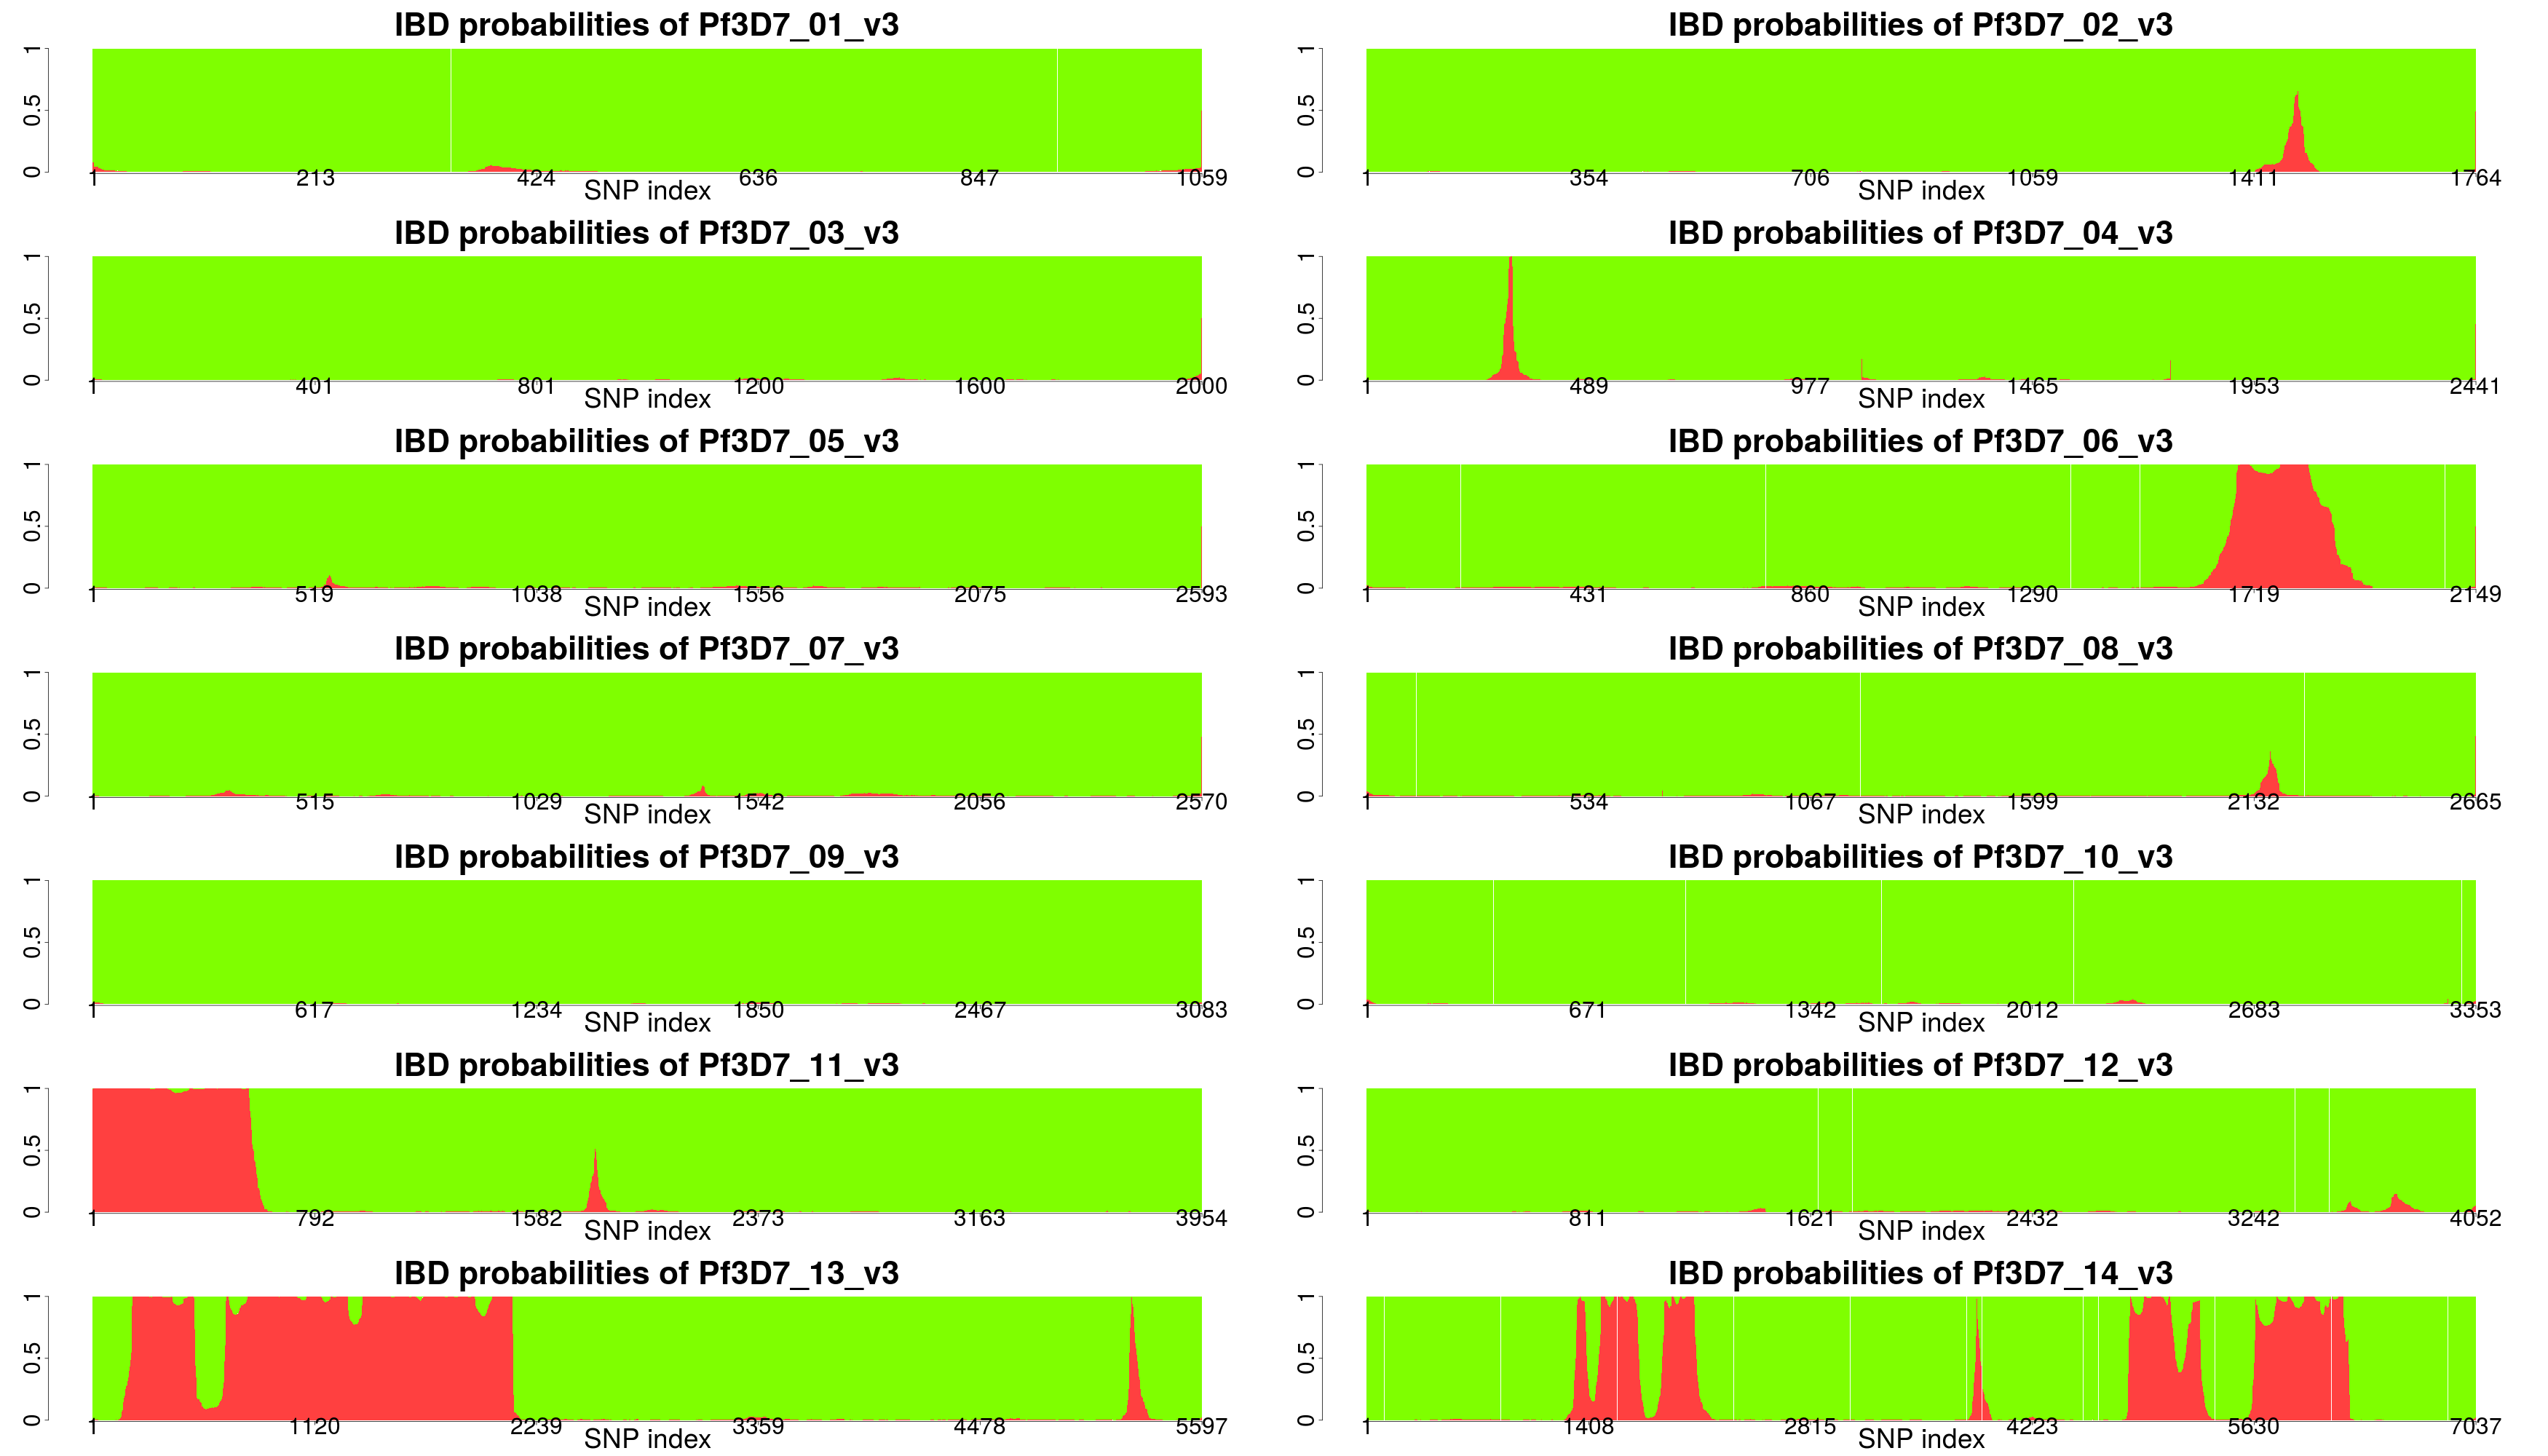 IBD probabilities of Pf3D7_01_v3
0 0.5 1
1 213 424 636 847 1059
SNP index
IBD probabilities of Pf3D7_02_v3
0 0.5 1
1 354 706 1059 1411 1764
SNP index
IBD probabilities of Pf3D7_03_v3
0 0.5 1
1 401 801 1200 1600 2000
SNP index
IBD probabilities of Pf3D7_04_v3
0 0.5 1
1 489 977 1465 1953 2441
SNP index
IBD probabilities of Pf3D7_05_v3
0 0.5 1
1 519 1038 1556 2075 2593
SNP index
IBD probabilities of Pf3D7_06_v3
0 0.5 1
1 431 860 1290 1719 2149
SNP index
IBD probabilities of Pf3D7_07_v3
0 0.5 1
1 515 1029 1542 2056 2570
SNP index
IBD probabilities of Pf3D7_08_v3
0 0.5 1
1 534 1067 1599 2132 2665
SNP index
IBD probabilities of Pf3D7_09_v3
0 0.5 1
1 617 1234 1850 2467 3083
SNP index
IBD probabilities of Pf3D7_10_v3
0 0.5 1
1 671 1342 2012 2683 3353
SNP index
IBD probabilities of Pf3D7_11_v3
0 0.5 1
1 792 1582 2373 3163 3954
SNP index
IBD probabilities of Pf3D7_12_v3
0 0.5 1
1 811 1621 2432 3242 4052
SNP index
IBD probabilities of Pf3D7_13_v3
0 0.5 1
1 1120 2239 3359 4478 5597
SNP index
IBD probabilities of Pf3D7_14_v3
0 0.5 1
1 1408 2815 4223 5630 7037
SNP index